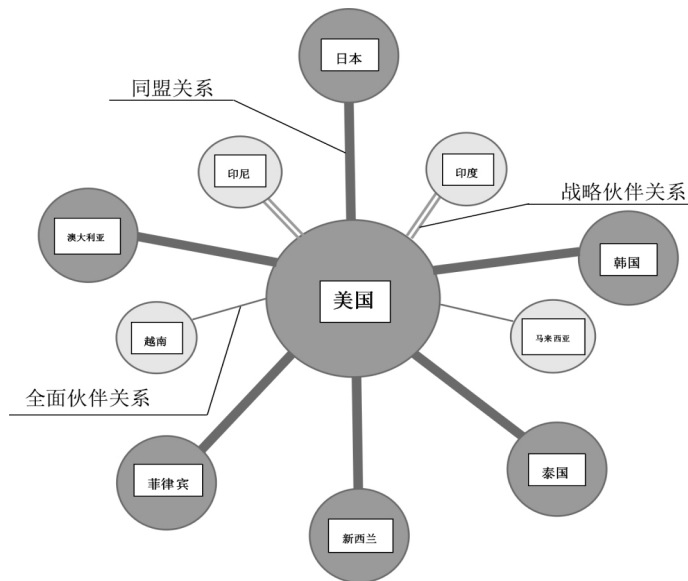 日本
同盟关系
印尼
印度
战略伙伴关系
澳大利亚
韩国
美国
越南
马来西亚
全面伙伴关系
菲律宾
泰国
新西兰